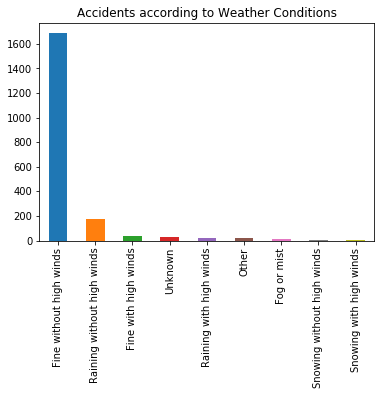 Accidents according to Weather Conditions
1600
1400
1200
1000
800
600
400
200
0
Fine without high winds
Raining without high winds
Fine with high winds
Unknown
Raining with high winds
Other
Fog or mist
Snowing without high winds
Snowing with high winds